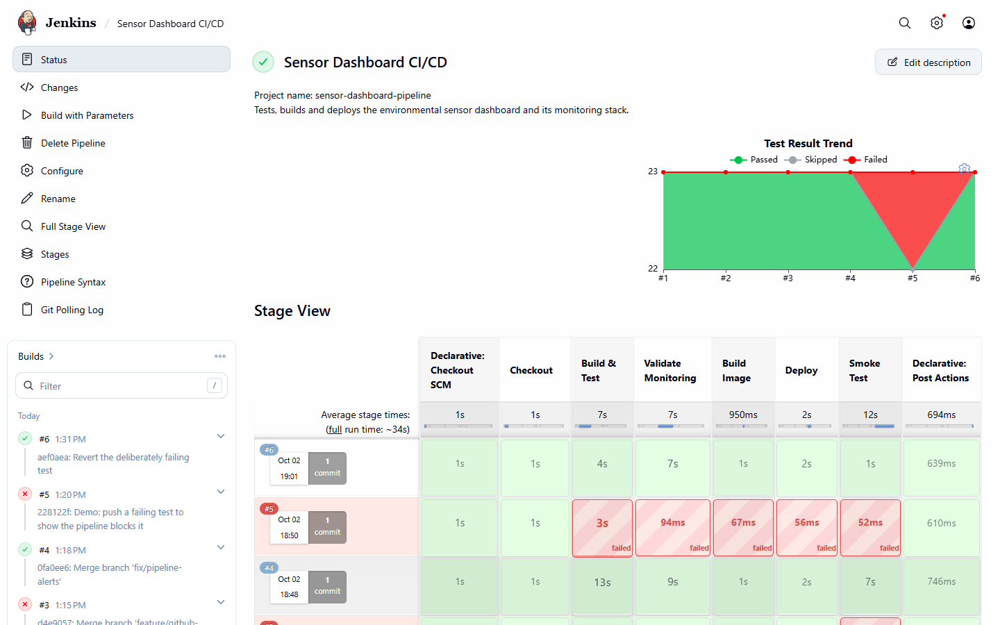 Jenkins / Sensor Dashboard CI/CD
Status
Changes
Build with Parameters
Delete Pipeline
Configure
Rename
Full Stage View
Stages
Pipeline Syntax
Git Polling Log
Builds
Filter /
Today
#6 1:31 PM
aef0aea: Revert the deliberately failing
test
#5 1:20 PM
228122f: Demo: push a failing test to
show the pipeline blocks it
#4 1:18 PM
0fa0ee6: Merge branch 'fix/pipeline-
alerts'
#3 1:15 PM
d4e9057: Merge branch 'feature/github-
Sensor Dashboard CI/CD
Edit description
Project name: sensor-dashboard-pipeline
Tests, builds and deploys the environmental sensor dashboard and its monitoring stack.
Test Result Trend
Passed Skipped Failed
23
22
#1 #2 #3 #4 #5 #6
Stage View
Declarative: Checkout SCM
Checkout
Build & Test
Validate Monitoring
Build Image
Deploy
Smoke Test
Declarative: Post Actions
Average stage times:
(full run time: ~34s)
1s 1s 7s 7s 950ms 2s 12s 694ms
#6
Oct 02
19:01
1
commit
1s 1s 4s 7s 1s 2s 1s 639ms
#5
Oct 02
18:50
1
commit
1s 1s 3s 94ms 67ms 56ms 52ms 610ms
failed failed failed failed failed
#4
Oct 02
18:48
1
commit
1s 1s 13s 9s 1s 2s 7s 746ms